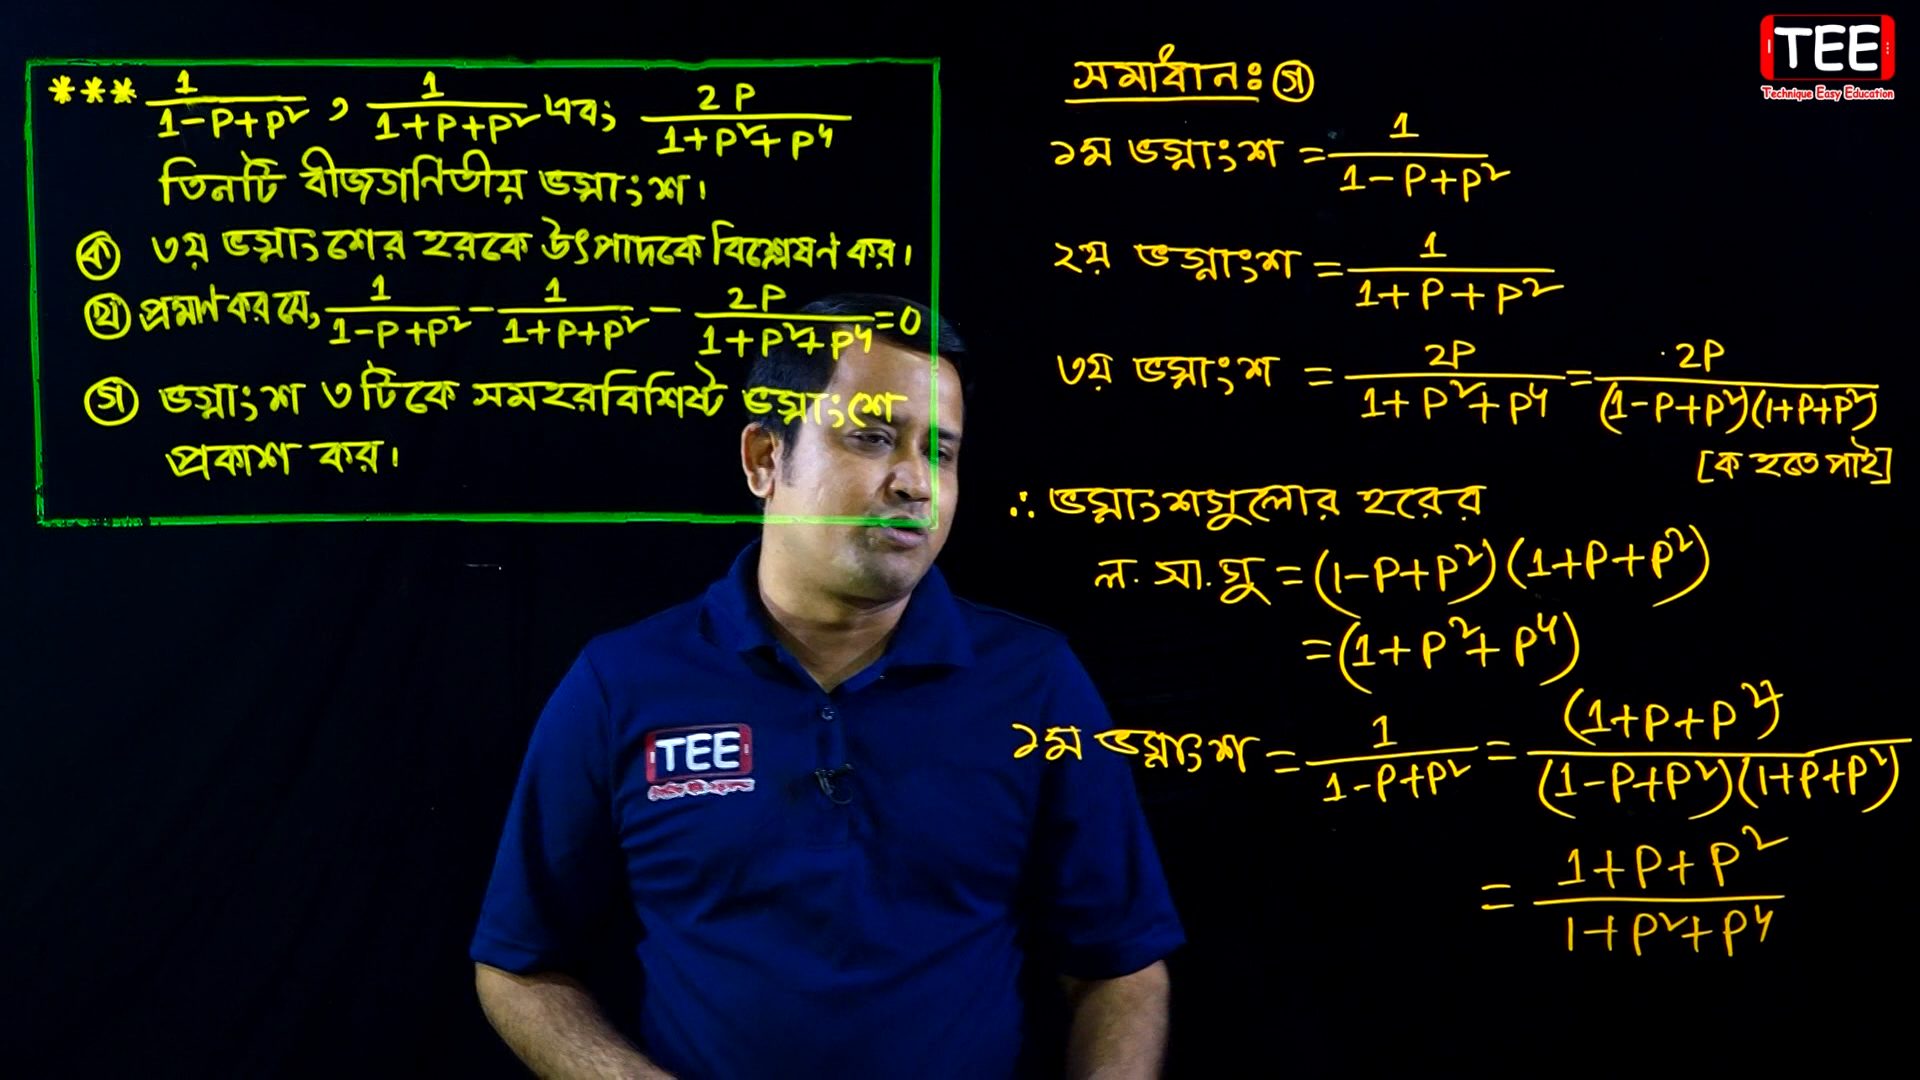 *** 1/(1-P+P²), 1/(1+P+P²) এবং 2P/(1+P²+P⁴)
তিনটি বীজগণিতীয় ভগ্নাংশ।
ক ৩য় ভগ্নাংশের হরকে উৎপাদকে বিশ্লেষণ কর।
খ প্রমাণ কর যে, 1/(1-P+P²) - 1/(1+P+P²) - 2P/(1+P²+P⁴) = 0
গ ভগ্নাংশ ৩টিকে সমহরবিশিষ্ট ভগ্নাংশে
প্রকাশ কর।
TEE
Technique Easy Education
সমাধানঃ গ
১ম ভগ্নাংশ = 1/(1-P+P²)
২য় ভগ্নাংশ = 1/(1+P+P²)
৩য় ভগ্নাংশ = 2P/(1+P²+P⁴) = 2P/((1-P+P²)(1+P+P²))
[ক হতে পাই]
∴ ভগ্নাংশগুলোর হরের
ল. সা. গু = (1-P+P²)(1+P+P²)
= (1+P²+P⁴)
১ম ভগ্নাংশ = 1/(1-P+P²) = (1+P+P²)/((1-P+P²)(1+P+P²))
= (1+P+P²)/(1+P²+P⁴)
TEE